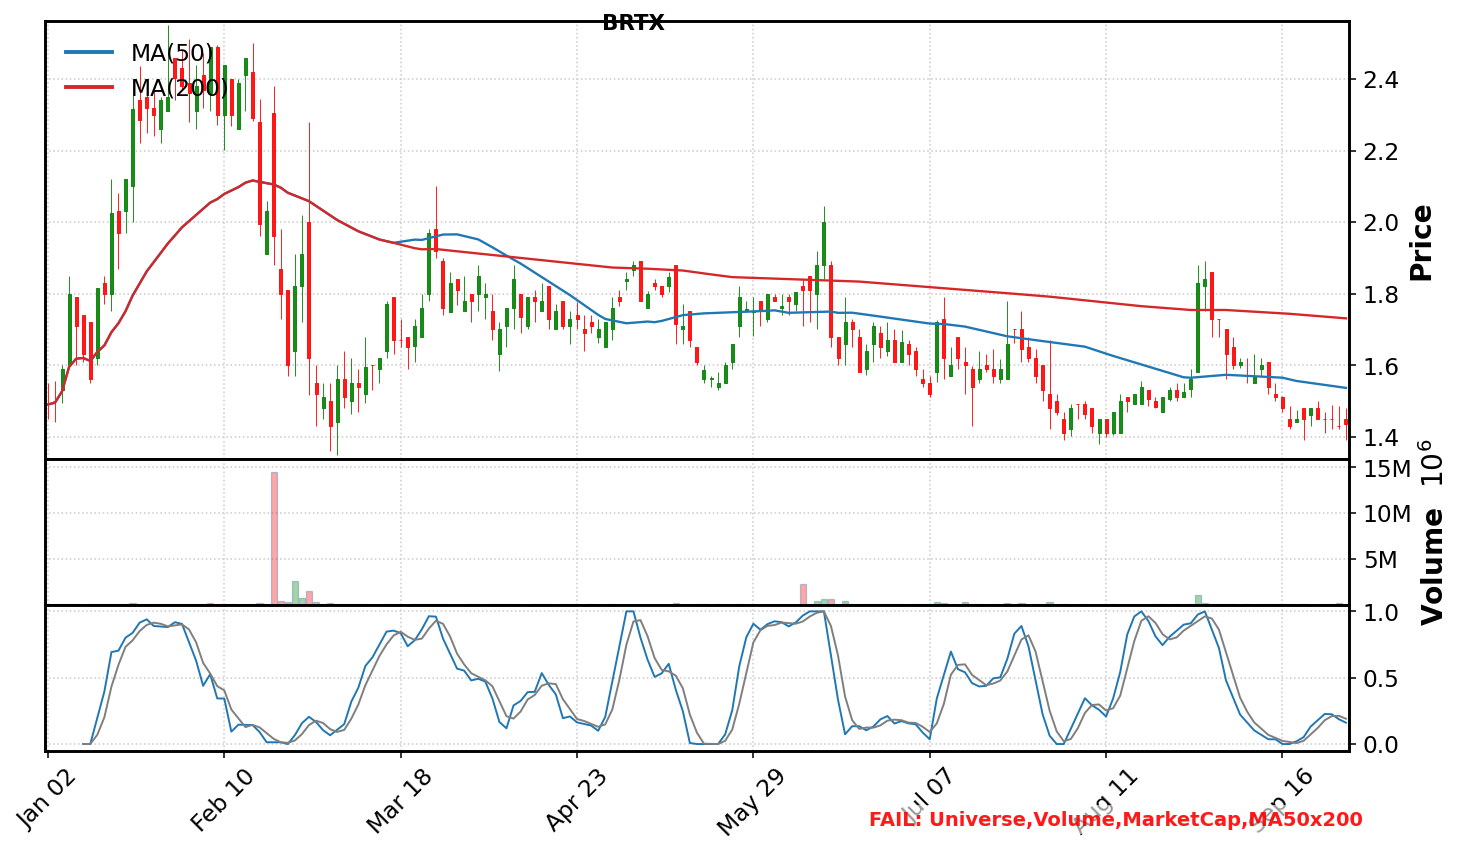 BRTX
MA(50)
MA(200)
2.4
2.2
2.0
1.8
1.6
1.4
Price
15M
10M
5M
Volume 10^6
1.0
0.5
0.0
Jan 02
Feb 10
Mar 18
Apr 23
May 29
Jul 07
Aug 11
Sep 16
FAIL: Universe,Volume,MarketCap,MA50x200